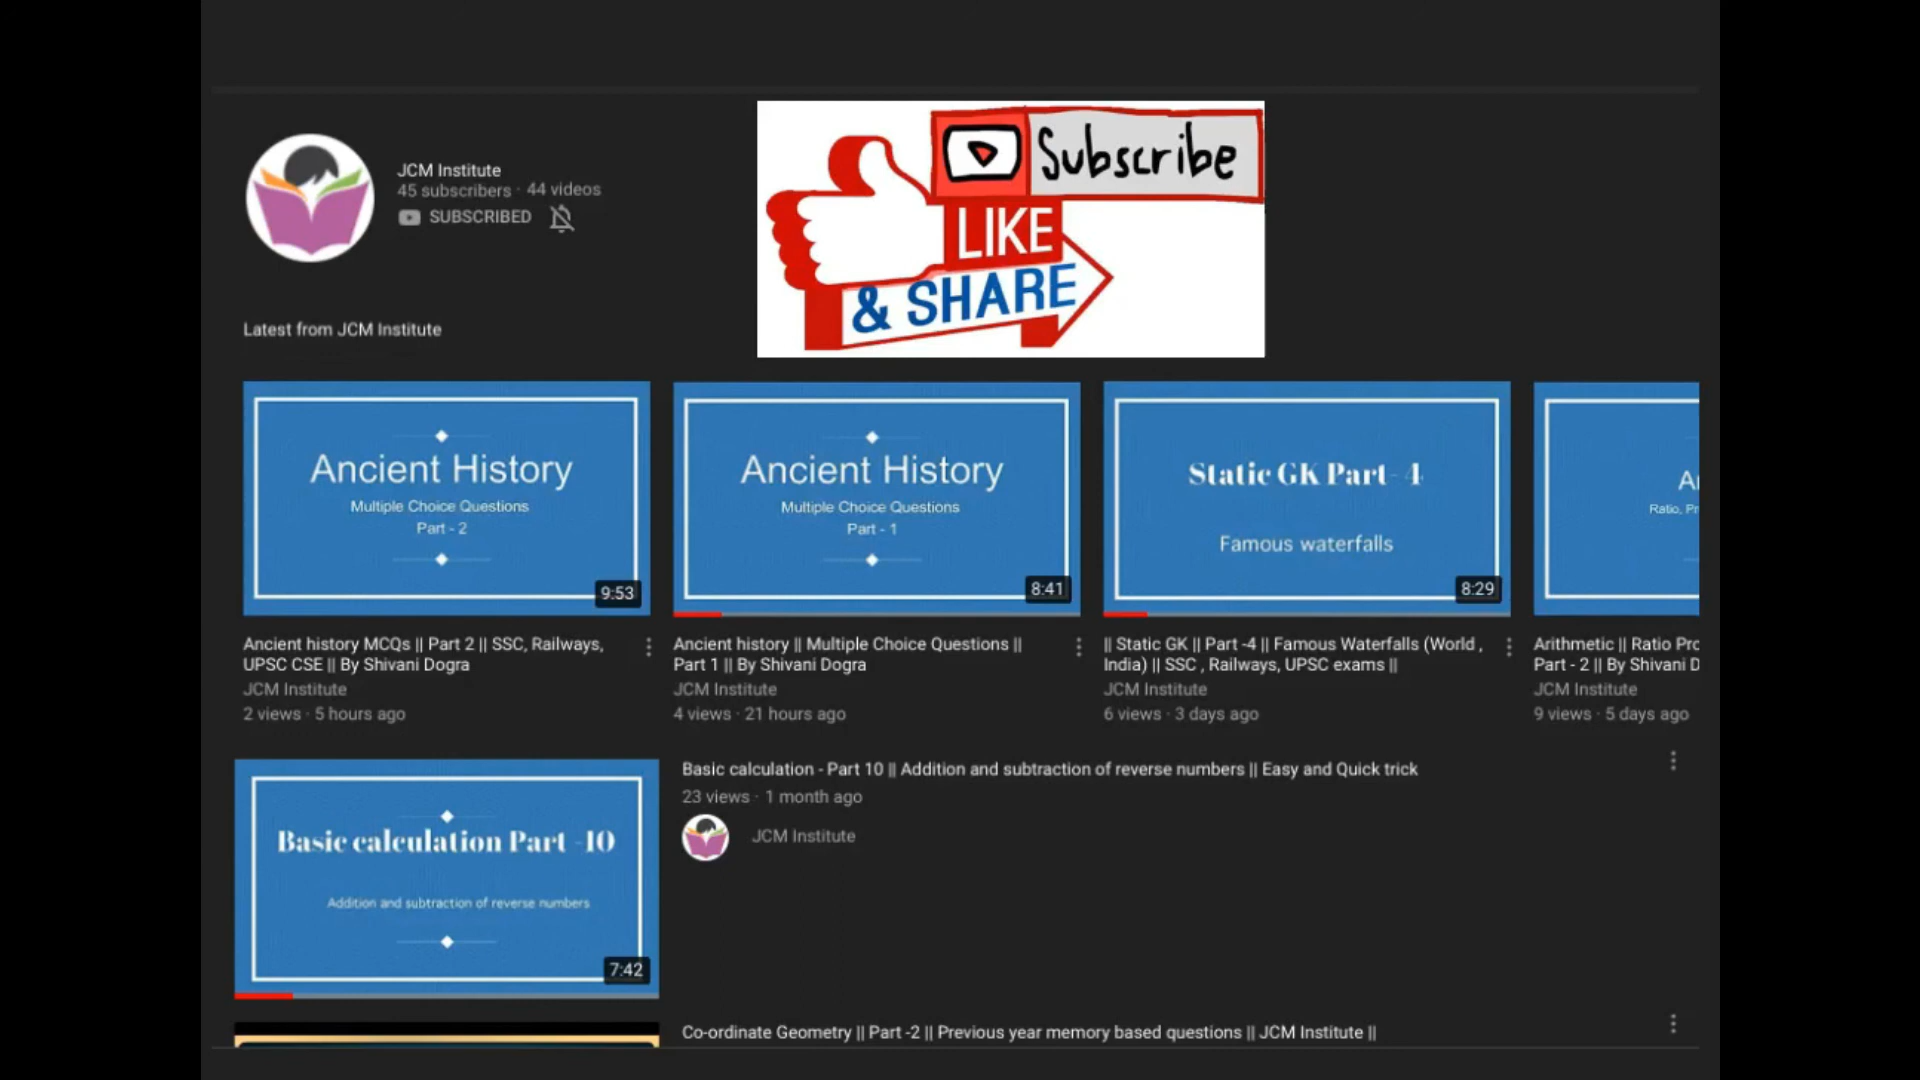 JCM Institute
45 subscribers · 44 videos
SUBSCRIBED
Subscribe
LIKE
& SHARE
Latest from JCM Institute
Ancient History
Multiple Choice Questions
Part - 2
9:53
Ancient history MCQs || Part 2 || SSC, Railways,
UPSC CSE || By Shivani Dogra
JCM Institute
2 views · 5 hours ago
Ancient History
Multiple Choice Questions
Part - 1
8:41
Ancient history || Multiple Choice Questions ||
Part 1 || By Shivani Dogra
JCM Institute
4 views · 21 hours ago
Static GK Part- 4
Famous waterfalls
8:29
|| Static GK || Part -4 || Famous Waterfalls (World ,
India) || SSC , Railways, UPSC exams ||
JCM Institute
6 views · 3 days ago
Ratio,
Arithmetic || Ratio
Part - 2 || By Shivani
JCM Institute
9 views · 5 days ago
Basic calculation Part -10
Addition and subtraction of reverse numbers
7:42
Basic calculation - Part 10 || Addition and subtraction of reverse numbers || Easy and Quick trick
23 views · 1 month ago
JCM Institute
Co-ordinate Geometry || Part -2 || Previous year memory based questions || JCM Institute ||